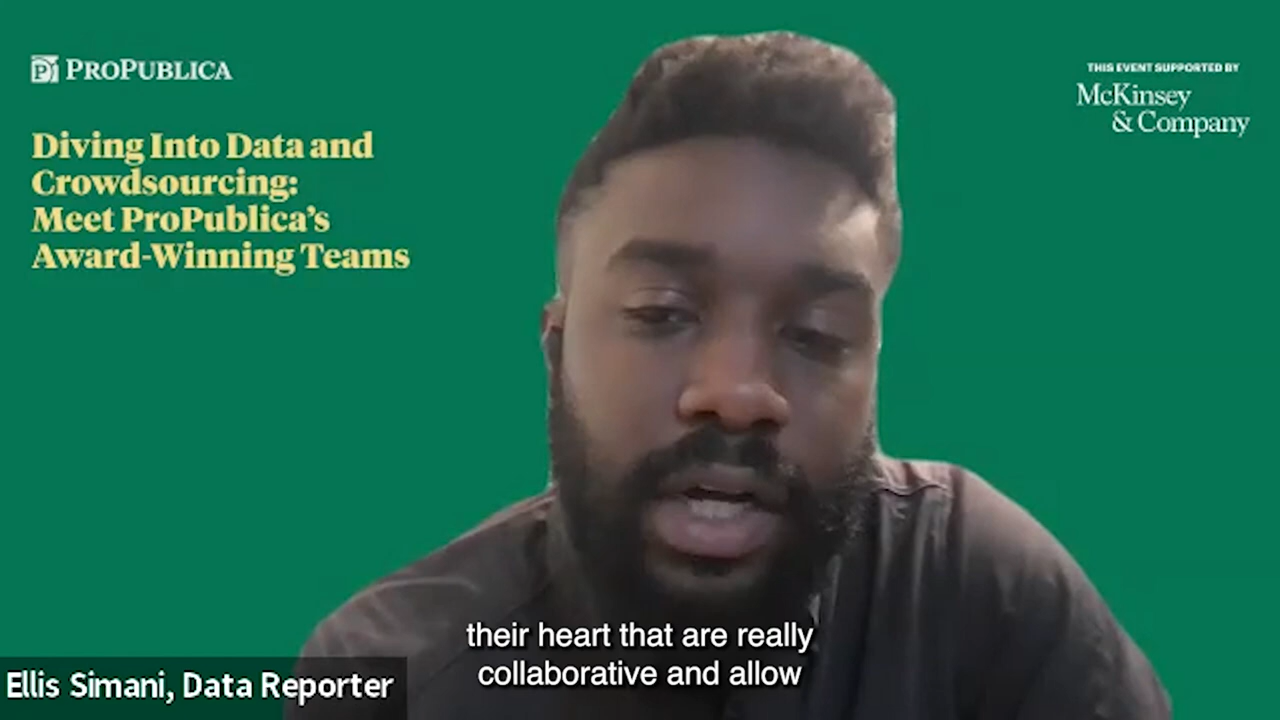 PROPUBLICA
THIS EVENT SUPPORTED BY
McKinsey
& Company
Diving Into Data and
Crowdsourcing:
Meet ProPublica’s
Award-Winning Teams
their heart that are really
collaborative and allow
Ellis Simani, Data Reporter